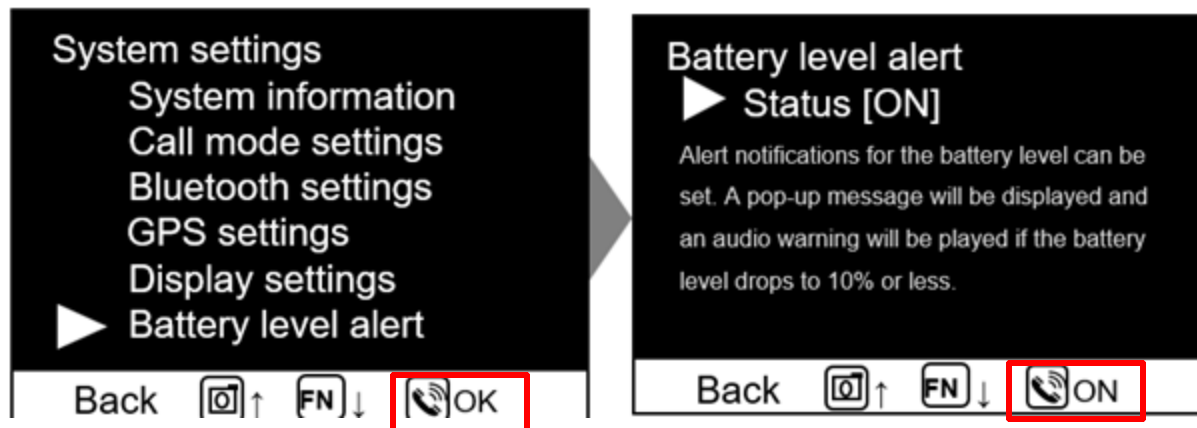 System settings
System information
Call mode settings
Bluetooth settings
GPS settings
Display settings
Battery level alert
Back ↑ FN ↓ OK
Battery level alert
Status [ON]
Alert notifications for the battery level can be
set. A pop-up message will be displayed and
an audio warning will be played if the battery
level drops to 10% or less.
Back ↑ FN ↓ ON